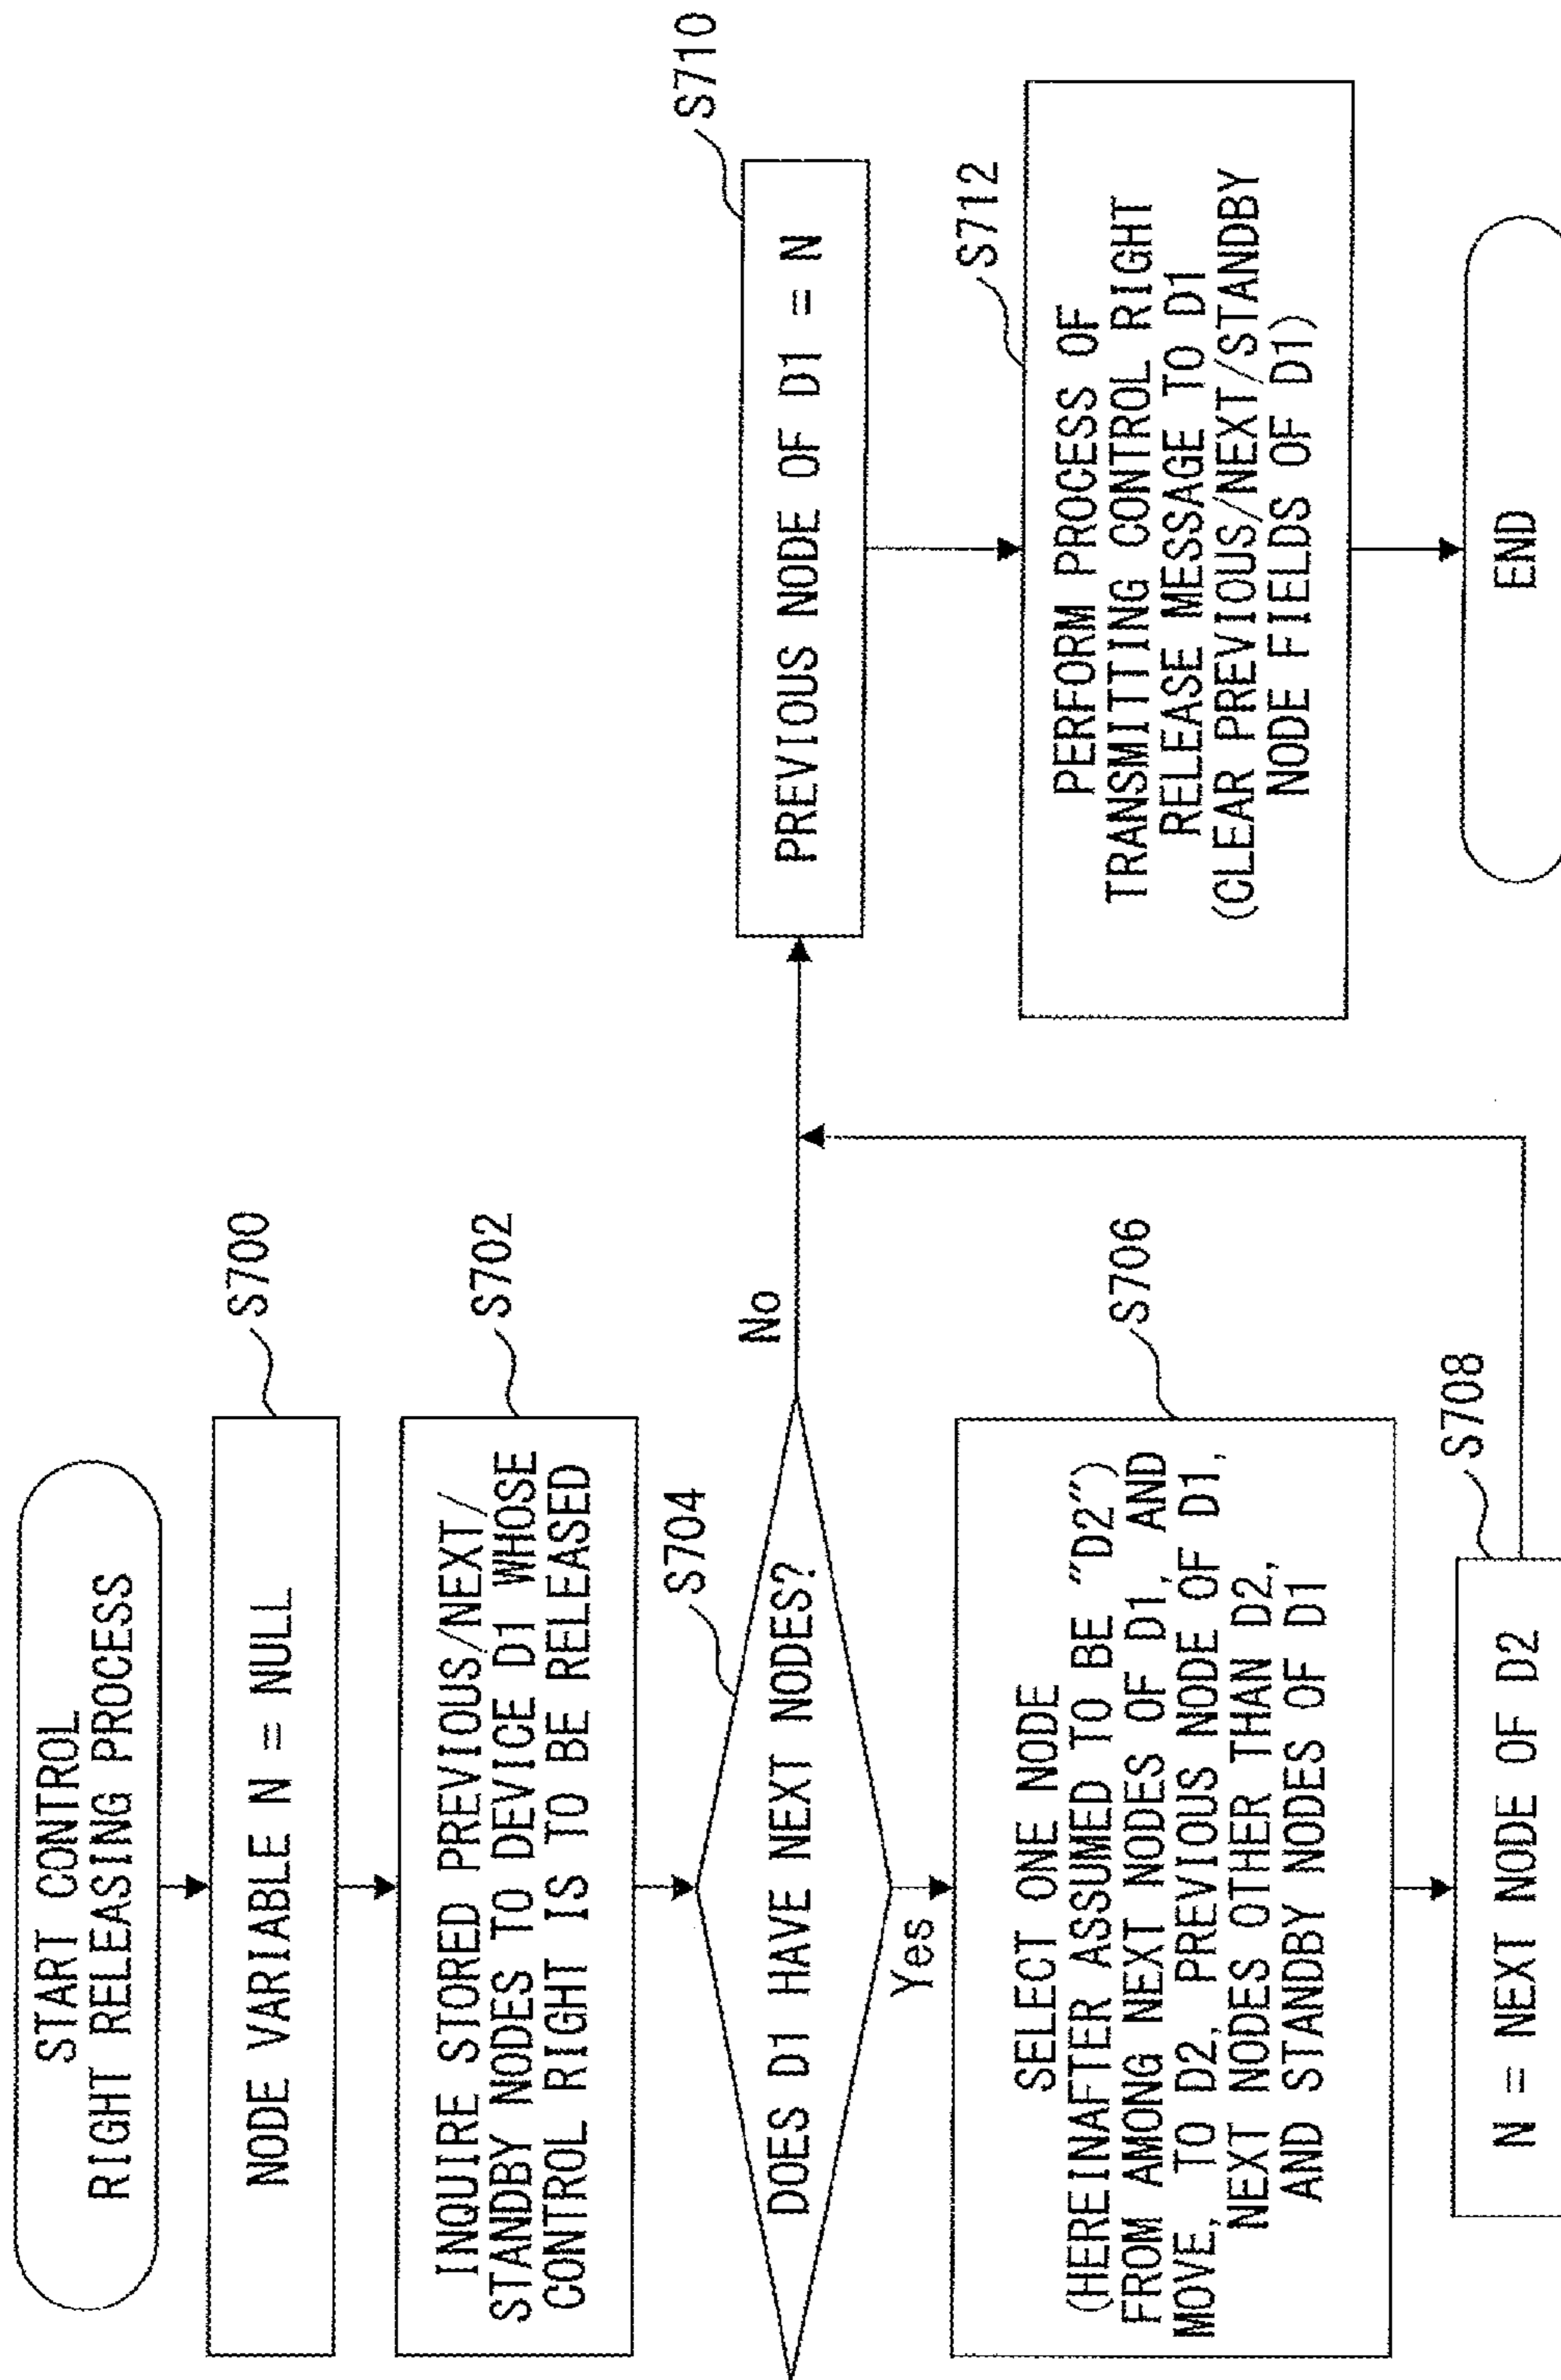 START CONTROL
RIGHT RELEASING PROCESS
S700
NODE VARIABLE N = NULL
S702
INQUIRE STORED PREVIOUS/NEXT/
STANDBY NODES TO DEVICE D1 WHOSE
CONTROL RIGHT IS TO BE RELEASED
S704
DOES D1 HAVE NEXT NODES?
No
Yes
S706
SELECT ONE NODE
(HEREINAFTER ASSUMED TO BE "D2")
FROM AMONG NEXT NODES OF D1, AND
MOVE, TO D2, PREVIOUS NODE OF D1,
NEXT NODES OTHER THAN D2,
AND STANDBY NODES OF D1
S708
N = NEXT NODE OF D2
S710
PREVIOUS NODE OF D1 = N
S712
PERFORM PROCESS OF
TRANSMITTING CONTROL RIGHT
RELEASE MESSAGE TO D1
(CLEAR PREVIOUS/NEXT/STANDBY
NODE FIELDS OF D1)
END